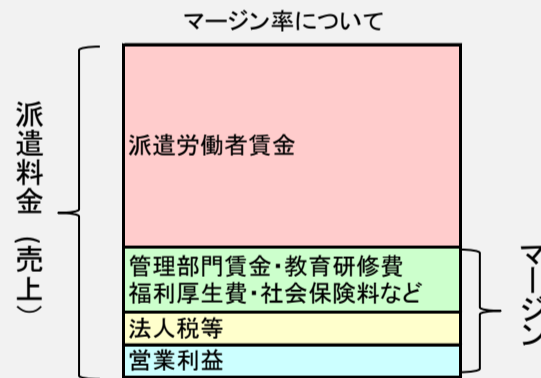 マージン率について
派遣料金(売上)
派遣労働者賃金
管理部門賃金・教育研修費
福利厚生費・社会保険料など
法人税等
営業利益
マージン